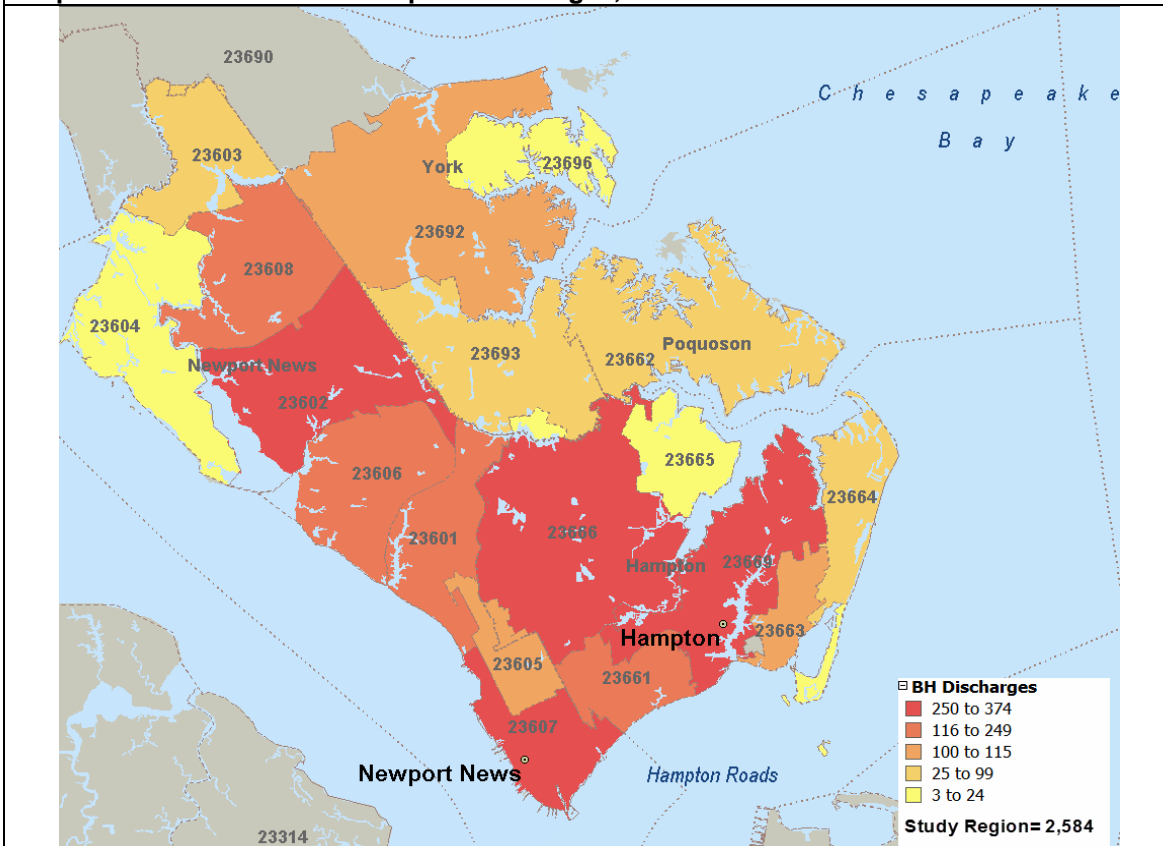 23690
C h e s a p e a k e
B a y
23603
York
23696
23692
23608
23604
23693
23662
Poquoson
Newport News
23602
23606
23665
23664
23601
23666
Hampton
23669
Hampton
23663
23605
23661
23607
Newport News
Hampton Roads
23314
BH Discharges
250 to 374
116 to 249
100 to 115
25 to 99
3 to 24
Study Region= 2,584